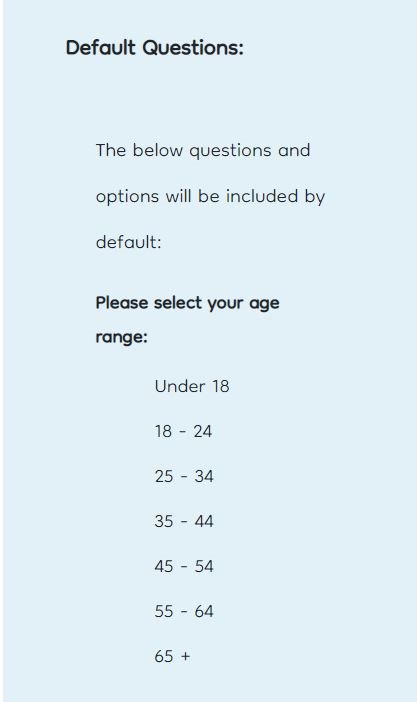 Default Questions:
The below questions and
options will be included by
default:
Please select your age
range:
Under 18
18 - 24
25 - 34
35 - 44
45 - 54
55 - 64
65 +